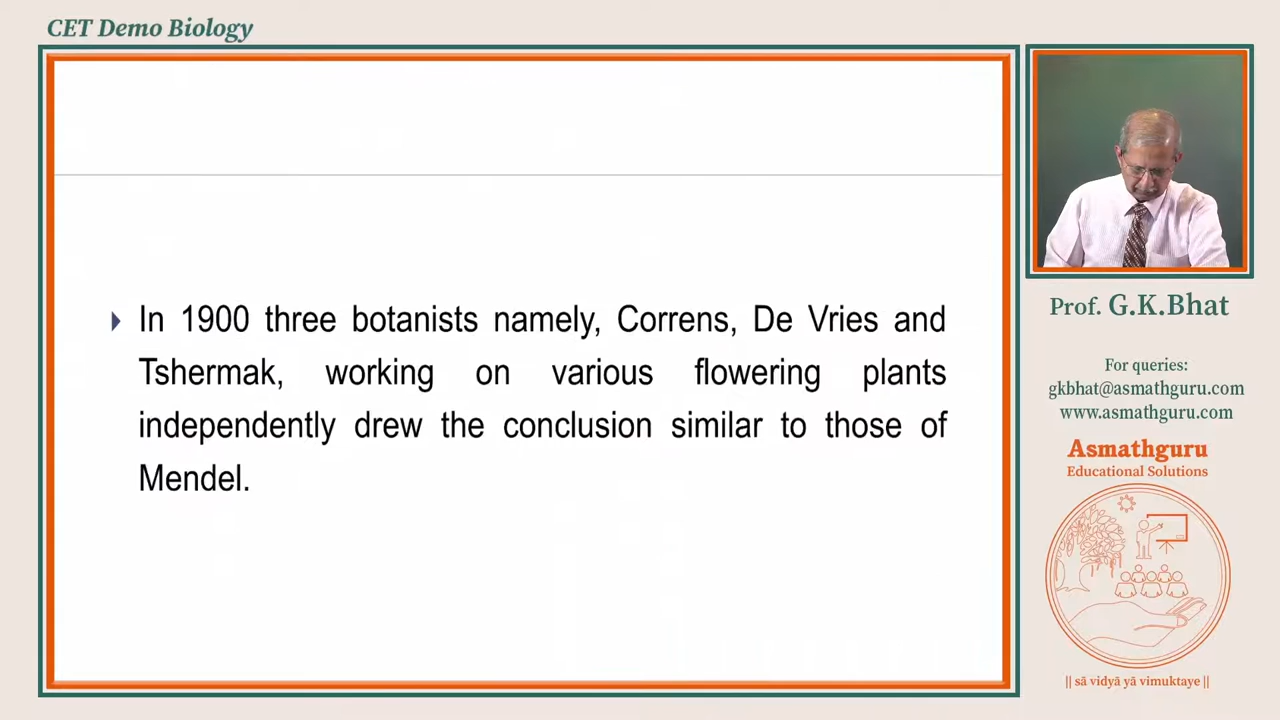 CET Demo Biology
In 1900 three botanists namely, Correns, De Vries and
Tshermak, working on various flowering plants
independently drew the conclusion similar to those of
Mendel.
Prof. G.K.Bhat
For queries:
gkbhat@asmathguru.com
www.asmathguru.com
Asmathguru
Educational Solutions
|| sā vidyā yā vimuktaye ||